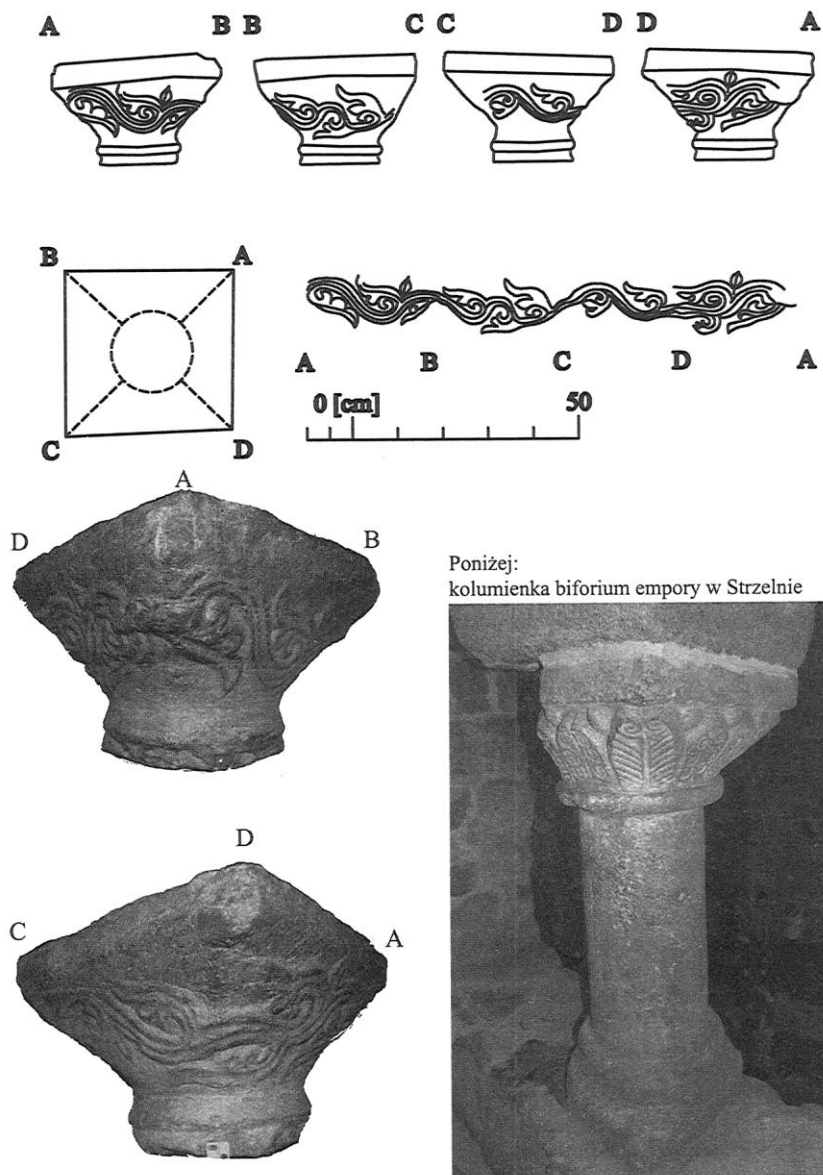 A B B C C D D A
B A
C D
A B C D A
0 [cm] 50
A
D B
Poniżej:
kolumienka biforium empory w Strzelnie
D
C A